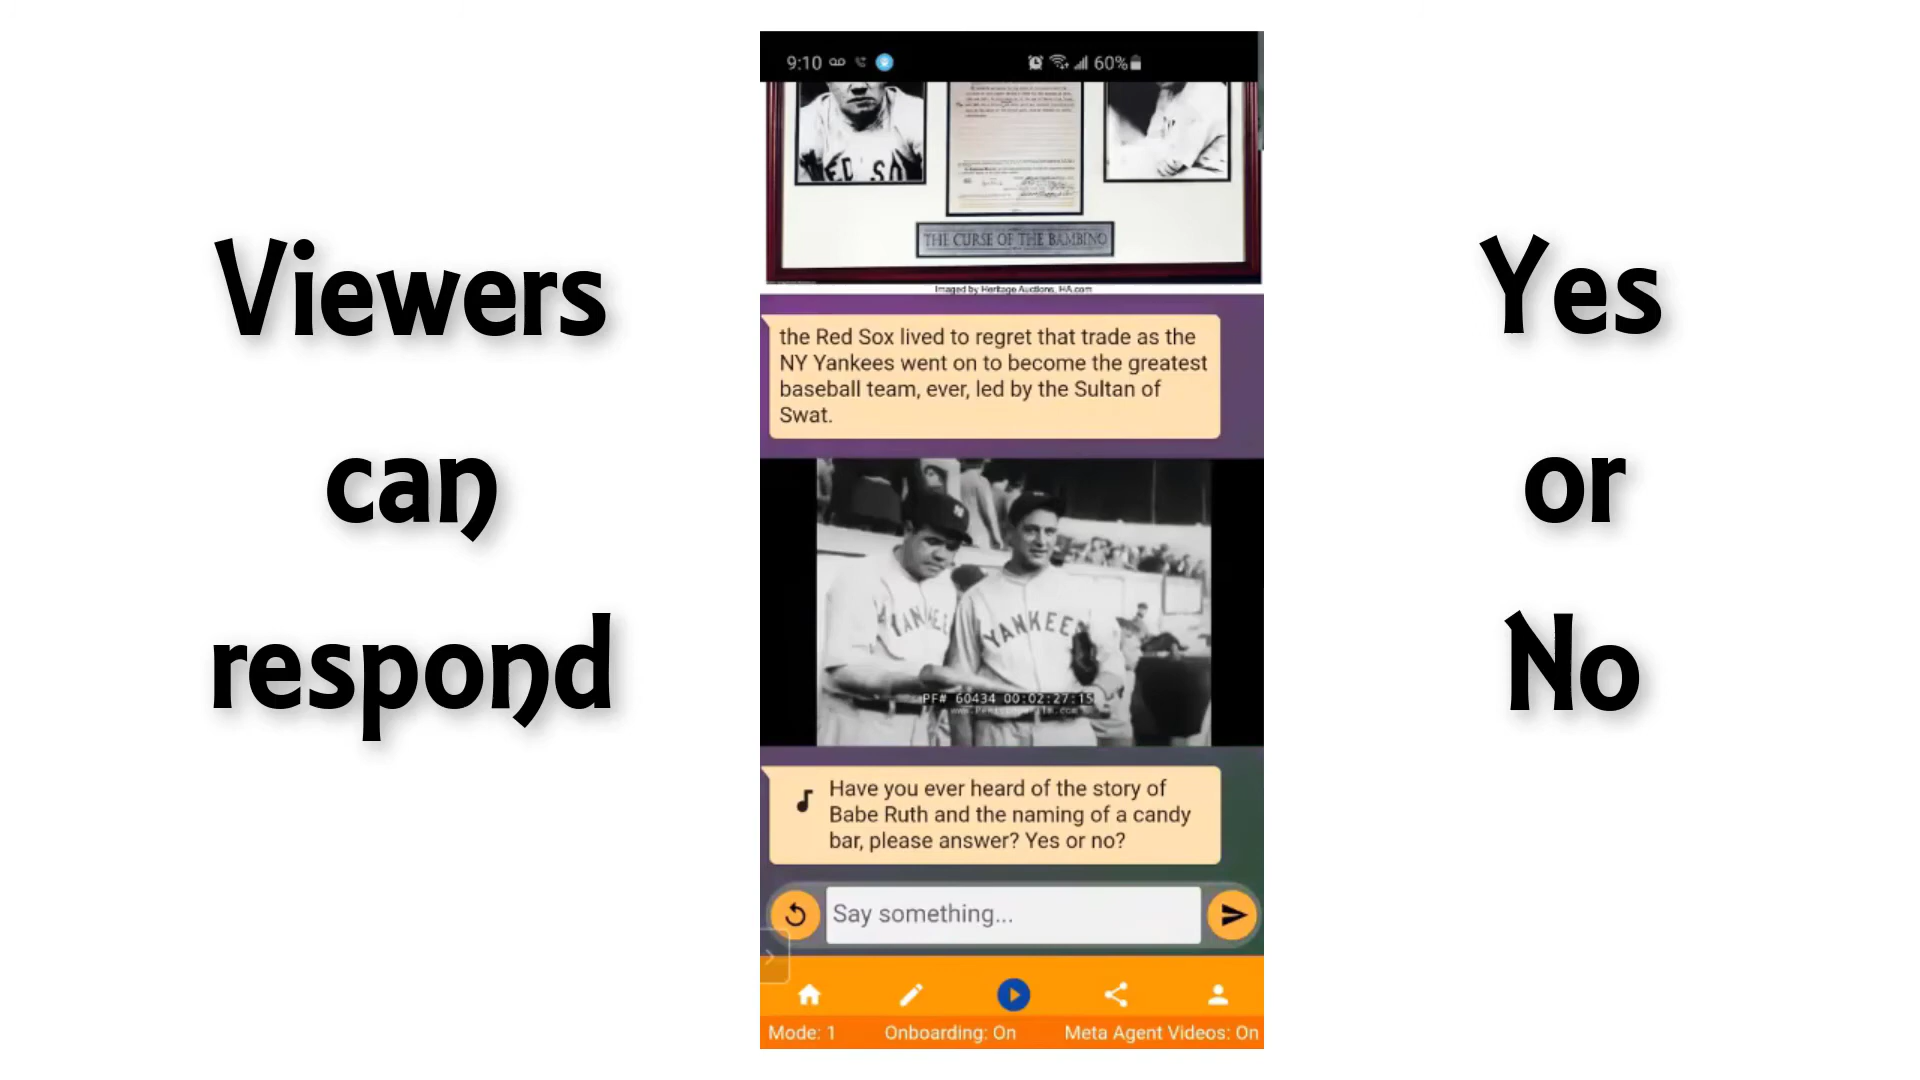 Viewers
can
respond
9:10
60%
RED SO
THE CURSE OF THE BAMBINO
Imaged by Heritage Auctions, HA.com
the Red Sox lived to regret that trade as the
NY Yankees went on to become the greatest
baseball team, ever, led by the Sultan of
Swat.
YANKEE
YANKEE
PF# 60434 00:02:27:15
Have you ever heard of the story of
Babe Ruth and the naming of a candy
bar, please answer? Yes or no?
Say something...
Mode: 1 Onboarding: On Meta Agent Videos: On
Yes
or
No